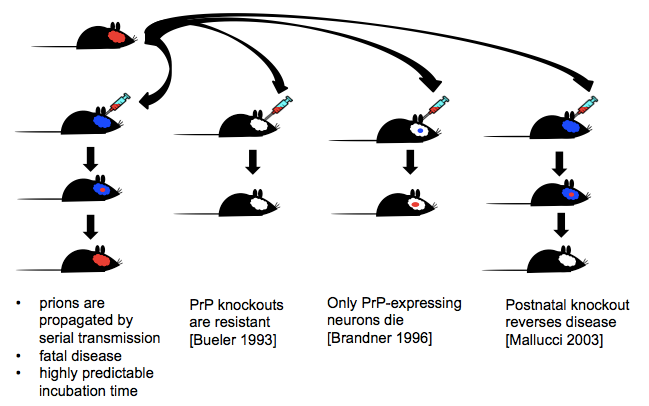 • prions are
propagated by
serial transmission
• fatal disease
• highly predictable
incubation time
PrP knockouts
are resistant
[Bueler 1993]
Only PrP-expressing
neurons die
[Brandner 1996]
Postnatal knockout
reverses disease
[Mallucci 2003]